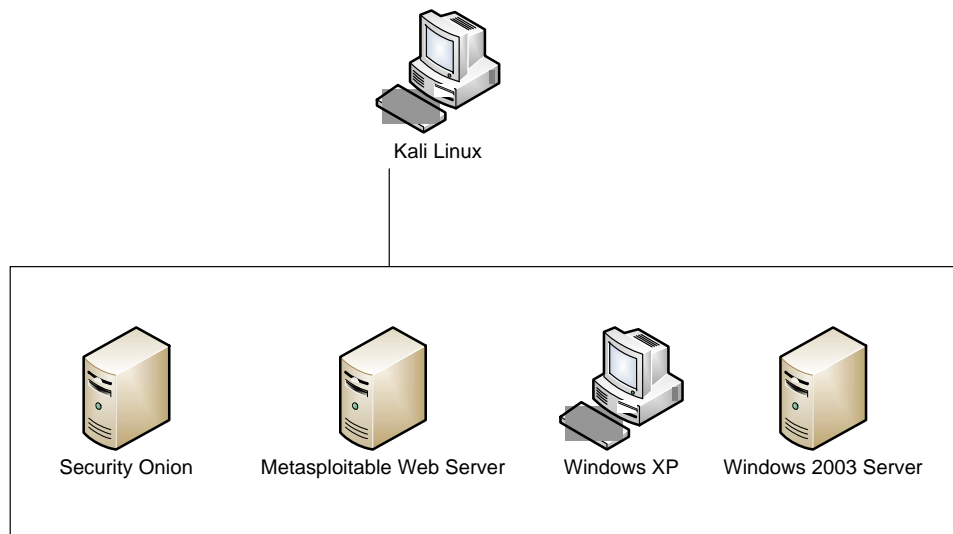 Kali Linux
Security Onion
Metasploitable Web Server
Windows XP
Windows 2003 Server